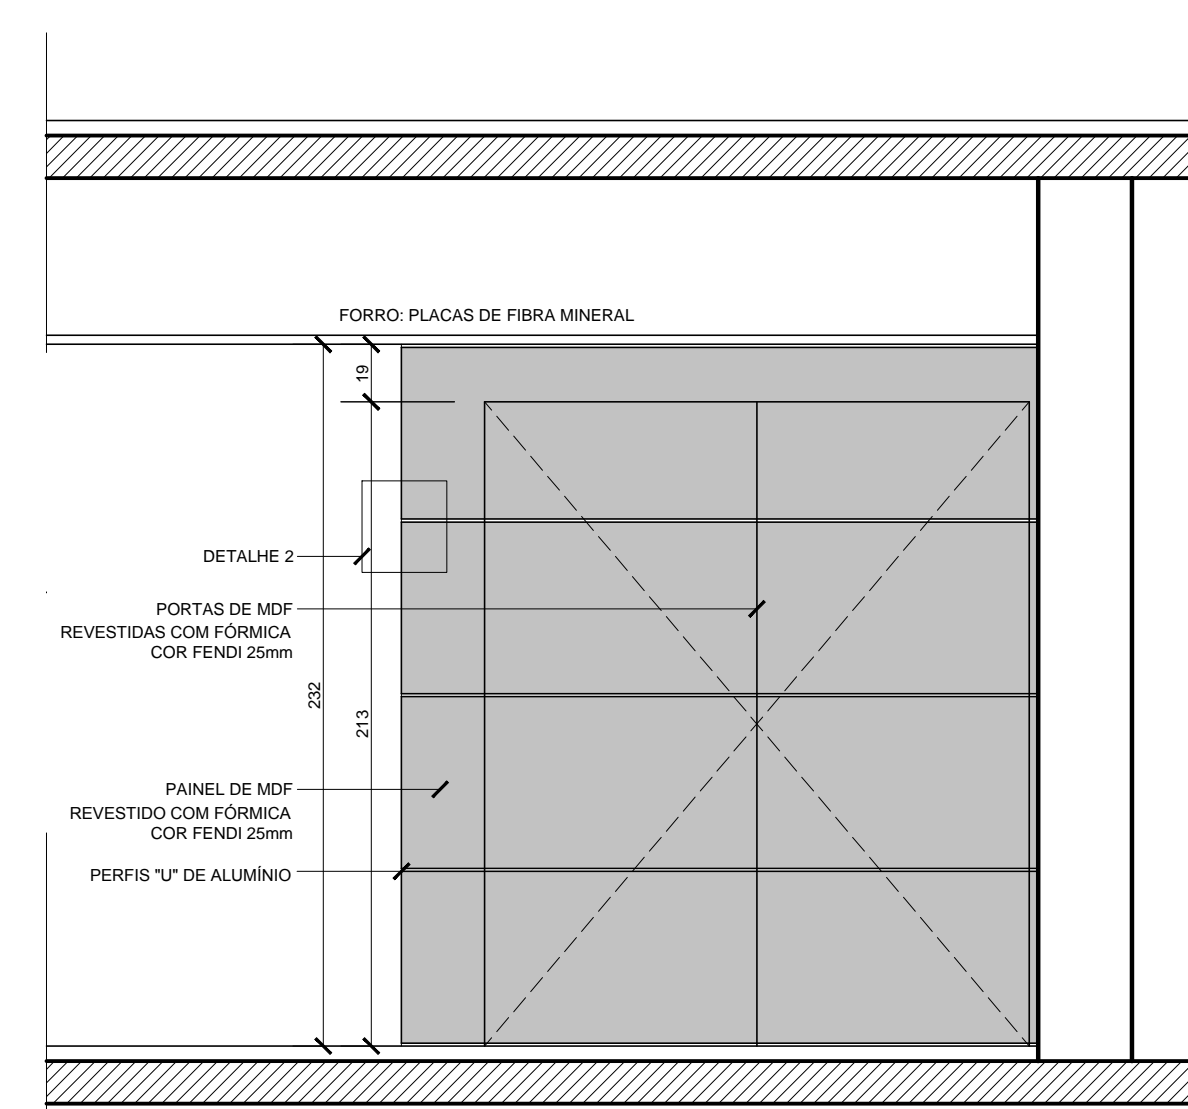 FORRO: PLACAS DE FIBRA MINERAL
19
DETALHE 2
PORTAS DE MDF
REVESTIDAS COM FÓRMICA
COR FENDI 25mm
232
213
PAINEL DE MDF
REVESTIDO COM FÓRMICA
COR FENDI 25mm
PERFIS "U" DE ALUMÍNIO